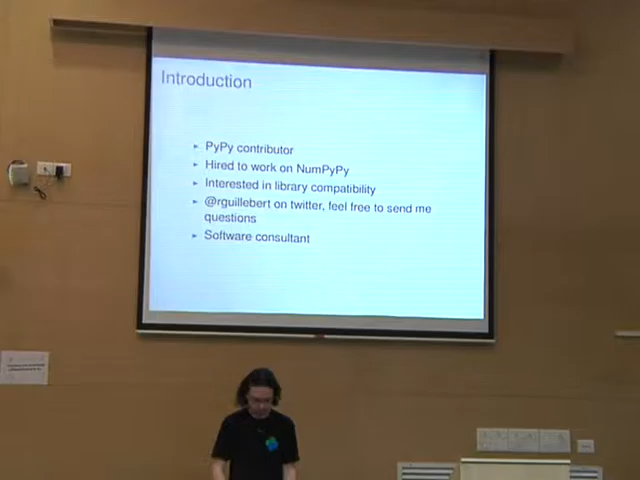 Introduction
PyPy contributor
Hired to work on NumPyPy
Interested in library compatibility
@rguillebert on twitter, feel free to send me
questions
Software consultant